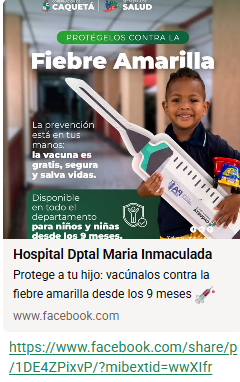 CAQUETÁ
SALUD
PROTÉGELOS CONTRA LA
Fiebre Amarilla
La prevención
está en tus
manos:
la vacuna es
gratis, segura
y salva vidas.
Disponible
en todo el
departamento
para niños y niñas
desde los 9 meses.
Hospital Dptal Maria Inmaculada
Protege a tu hijo: vacúnalos contra la
fiebre amarilla desde los 9 meses
www.facebook.com
https://www.facebook.com/share/p
/1DE4ZPixvP/?mibextid=wwXIfr